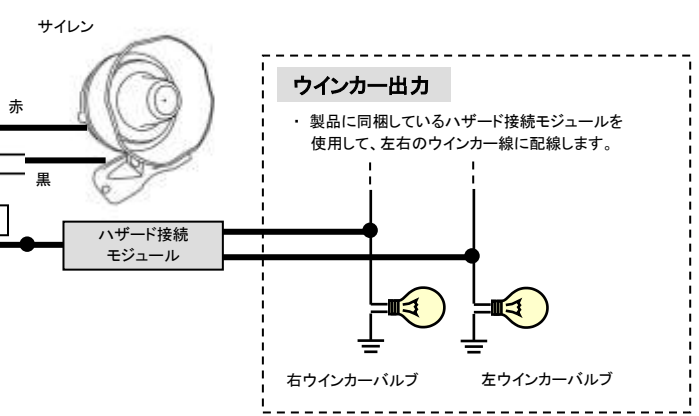 サイレン
赤
黒
ウインカー出力
・ 製品に同梱しているハザード接続モジュールを
使用して、左右のウインカー線に配線します。
ハザード接続
モジュール
右ウインカーバルブ
左ウインカーバルブ